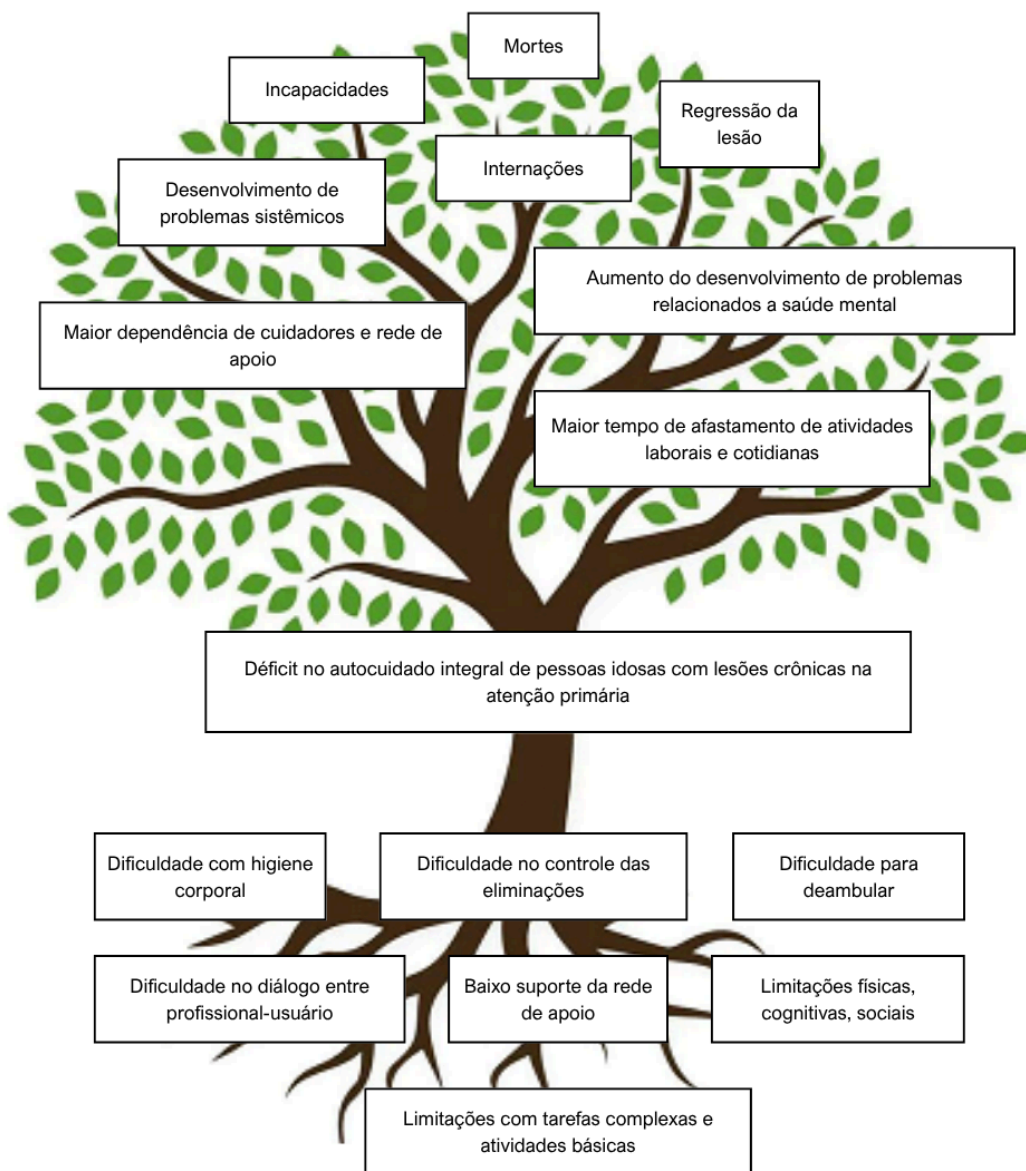 Mortes
Incapacidades
Regressão da
lesão
Internações
Desenvolvimento de
problemas sistêmicos
Aumento do desenvolvimento de problemas
relacionados a saúde mental
Maior dependência de cuidadores e rede de
apoio
Maior tempo de afastamento de atividades
laborais e cotidianas
Déficit no autocuidado integral de pessoas idosas com lesões crônicas na
atenção primária
Dificuldade com higiene
corporal
Dificuldade no controle das
eliminações
Dificuldade para
deambular
Dificuldade no diálogo entre
profissional-usuário
Baixo suporte da rede
de apoio
Limitações físicas,
cognitivas, sociais
Limitações com tarefas complexas e
atividades básicas